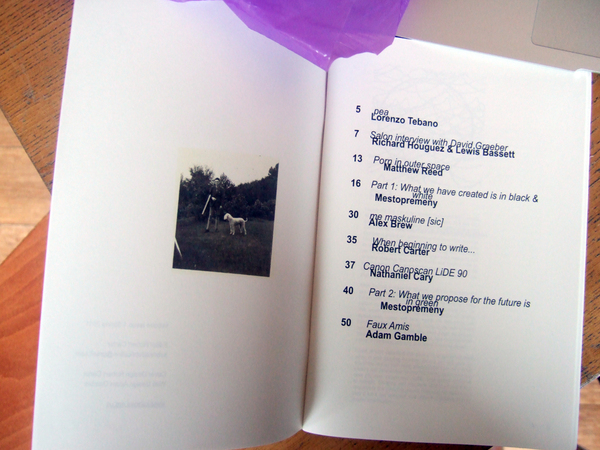 5 pea
Lorenzo Tebano
7 Salon interview with David Graeber
Richard Houguez & Lewis Bassett
13 Porn in outer space
Matthew Reed
16 Part 1: What we have created is in black &
white
Mestopremeny
30 me maskuline [sic]
Alex Brew
35 When beginning to write...
Robert Carter
37 Canon Canoscan LiDE 90
Nathaniel Cary
40 Part 2: What we propose for the future is
in green
Mestopremeny
50 Faux Amis
Adam Gamble